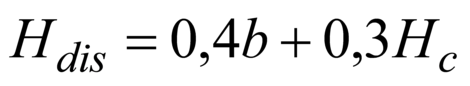 H_dis = 0,4b + 0,3H_c